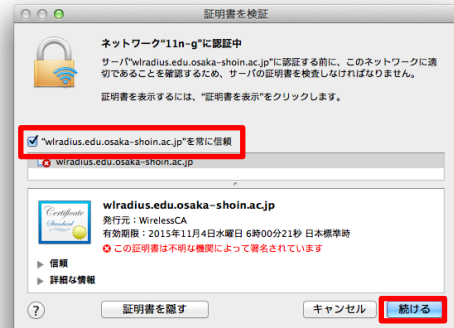 証明書を検証
ネットワーク"11n-g"に認証中
サーバ"wlradius.edu.osaka-shoin.ac.jp"に認証する前に、このネットワークに適
切であることを確認するため、サーバの証明書を検査しなければなりません。
証明書を表示するには、"証明書を表示"をクリックします。
"wlradius.edu.osaka-shoin.ac.jp"を常に信頼
wlradius.edu.osaka-shoin.ac.jp
Certificate
Standard
wlradius.edu.osaka-shoin.ac.jp
発行元：WirelessCA
有効期限：2015年11月4日水曜日 6時00分21秒 日本標準時
この証明書は不明な機関によって署名されています
信頼
詳細な情報
? 証明書を隠す キャンセル 続ける